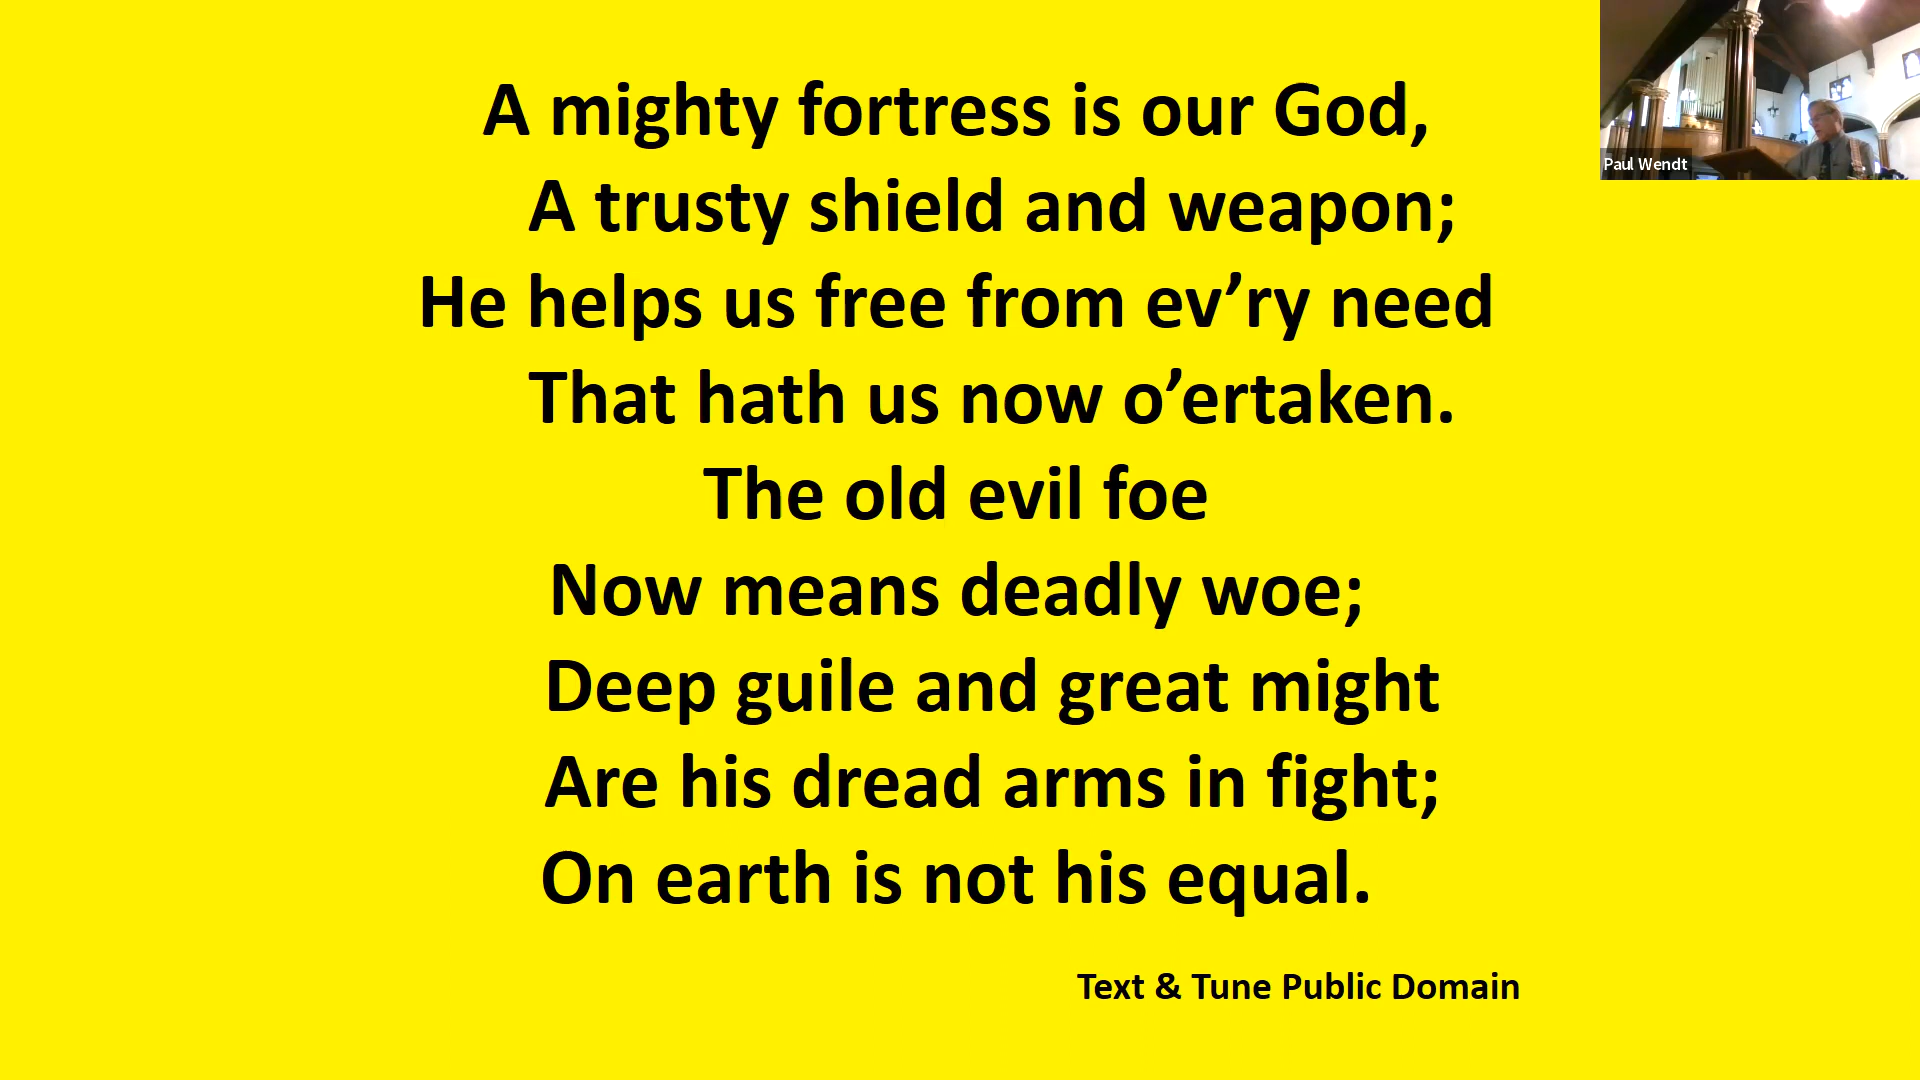 A mighty fortress is our God,
A trusty shield and weapon;
He helps us free from ev’ry need
That hath us now o’ertaken.
The old evil foe
Now means deadly woe;
Deep guile and great might
Are his dread arms in fight;
On earth is not his equal.
Text & Tune Public Domain
Paul Wendt